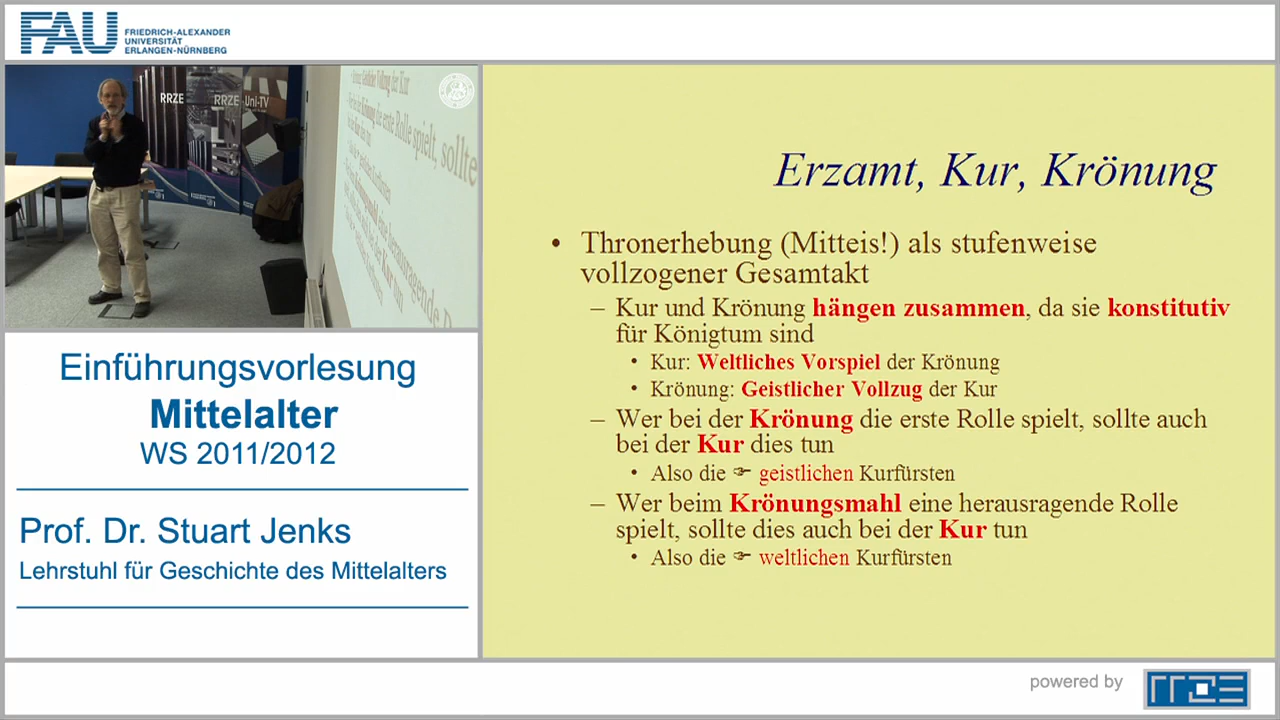 FAU
FRIEDRICH-ALEXANDER
UNIVERSITÄT
ERLANGEN-NÜRNBERG
RRZE
RRZE - Uni-TV
Einführungsvorlesung
Mittelalter
WS 2011/2012
Prof. Dr. Stuart Jenks
Lehrstuhl für Geschichte des Mittelalters
Erzamt, Kur, Krönung
• Thronerhebung (Mitteis!) als stufenweise
vollzogener Gesamtakt
– Kur und Krönung hängen zusammen, da sie konstitutiv
für Königtum sind
• Kur: Weltliches Vorspiel der Krönung
• Krönung: Geistlicher Vollzug der Kur
– Wer bei der Krönung die erste Rolle spielt, sollte auch
bei der Kur dies tun
• Also die ☞ geistlichen Kurfürsten
– Wer beim Krönungsmahl eine herausragende Rolle
spielt, sollte dies auch bei der Kur tun
• Also die ☞ weltlichen Kurfürsten
powered by
RRZE